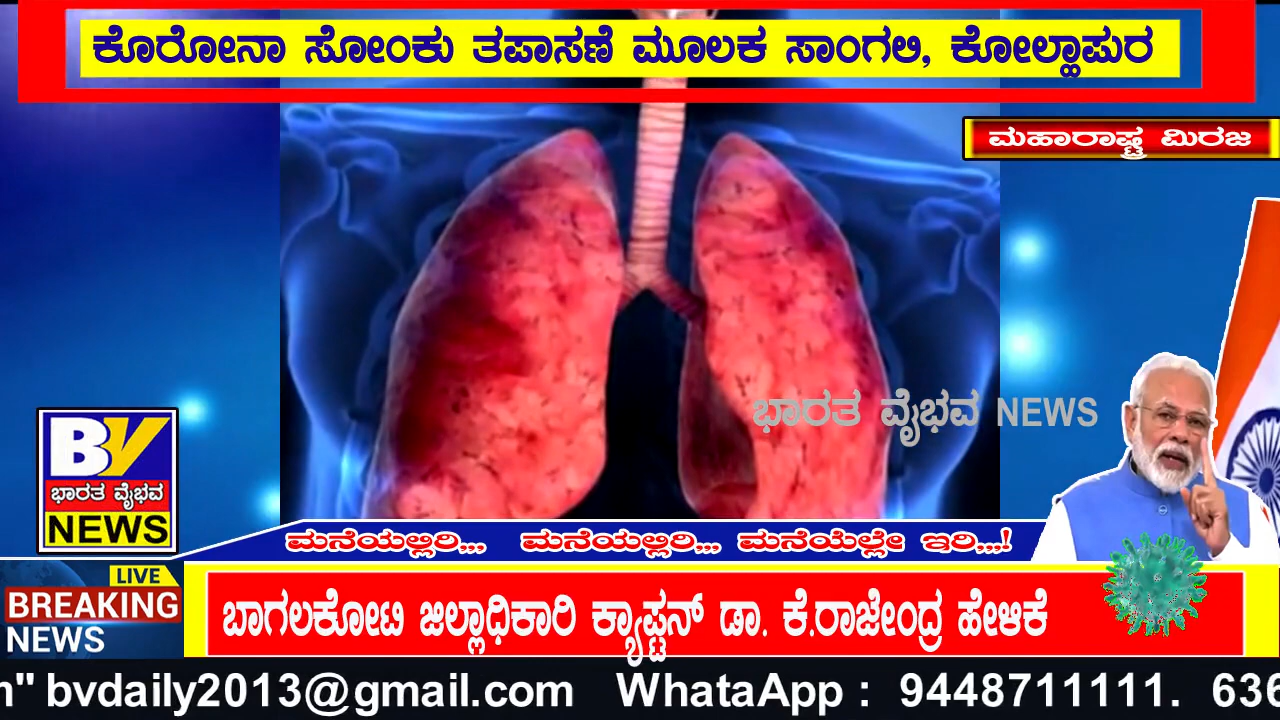 ಕೊರೋನಾ ಸೋಂಕು ತಪಾಸಣೆ ಮೂಲಕ ಸಾಂಗಲಿ, ಕೋಲ್ಹಾಪುರ
ಮಹಾರಾಷ್ಟ್ರ ಮಿರಜ
ಭಾರತ ವೈಭವ NEWS
BV
ಭಾರತ ವೈಭವ
NEWS
ಮನೆಯಲ್ಲಿರಿ,,, ಮನೆಯಲ್ಲಿರಿ,,, ಮನೆಯೆಲ್ಲೇ ಇರಿ,,,!
LIVE
BREAKING
NEWS
ಬಾಗಲಕೋಟಿ ಜಿಲ್ಲಾಧಿಕಾರಿ ಕ್ಯಾಪ್ಟನ್ ಡಾ. ಕೆ.ರಾಜೇಂದ್ರ ಹೇಳಿಕೆ
" bvdaily2013@gmail.com WhataApp : 9448711111. 636